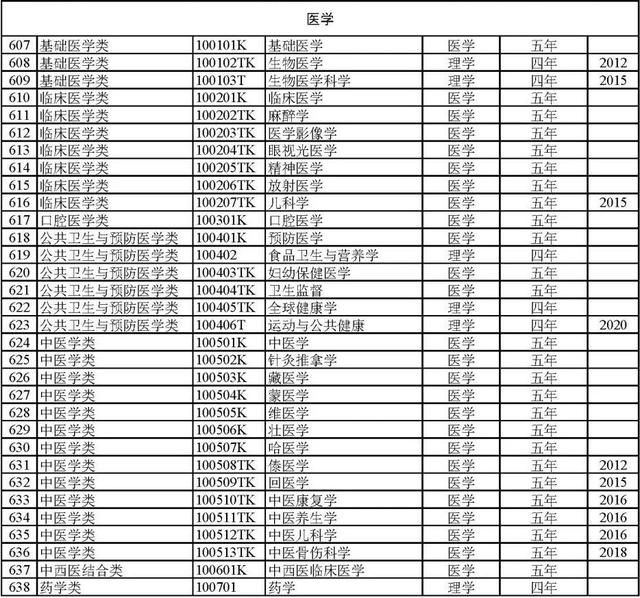 医学
607 基础医学类 100101K 基础医学 医学 五年
608 基础医学类 100102TK 生物医学 理学 四年 2012
609 基础医学类 100103T 生物医学科学 理学 四年 2015
610 临床医学类 100201K 临床医学 医学 五年
611 临床医学类 100202TK 麻醉学 医学 五年
612 临床医学类 100203TK 医学影像学 医学 五年
613 临床医学类 100204TK 眼视光医学 医学 五年
614 临床医学类 100205TK 精神医学 医学 五年
615 临床医学类 100206TK 放射医学 医学 五年
616 临床医学类 100207TK 儿科学 医学 五年 2015
617 口腔医学类 100301K 口腔医学 医学 五年
618 公共卫生与预防医学类 100401K 预防医学 医学 五年
619 公共卫生与预防医学类 100402 食品卫生与营养学 理学 四年
620 公共卫生与预防医学类 100403TK 妇幼保健医学 医学 五年
621 公共卫生与预防医学类 100404TK 卫生监督 医学 五年
622 公共卫生与预防医学类 100405TK 全球健康学 理学 四年
623 公共卫生与预防医学类 100406T 运动与公共健康 理学 四年 2020
624 中医学类 100501K 中医学 医学 五年
625 中医学类 100502K 针灸推拿学 医学 五年
626 中医学类 100503K 藏医学 医学 五年
627 中医学类 100504K 蒙医学 医学 五年
628 中医学类 100505K 维医学 医学 五年
629 中医学类 100506K 壮医学 医学 五年
630 中医学类 100507K 哈医学 医学 五年
631 中医学类 100508TK 傣医学 医学 五年 2012
632 中医学类 100509TK 回医学 医学 五年 2015
633 中医学类 100510TK 中医康复学 医学 五年 2016
634 中医学类 100511TK 中医养生学 医学 五年 2016
635 中医学类 100512TK 中医儿科学 医学 五年 2016
636 中医学类 100513TK 中医骨伤科学 医学 五年 2018
637 中西医结合类 100601K 中西医临床医学 医学 五年
638 药学类 100701 药学 理学 四年